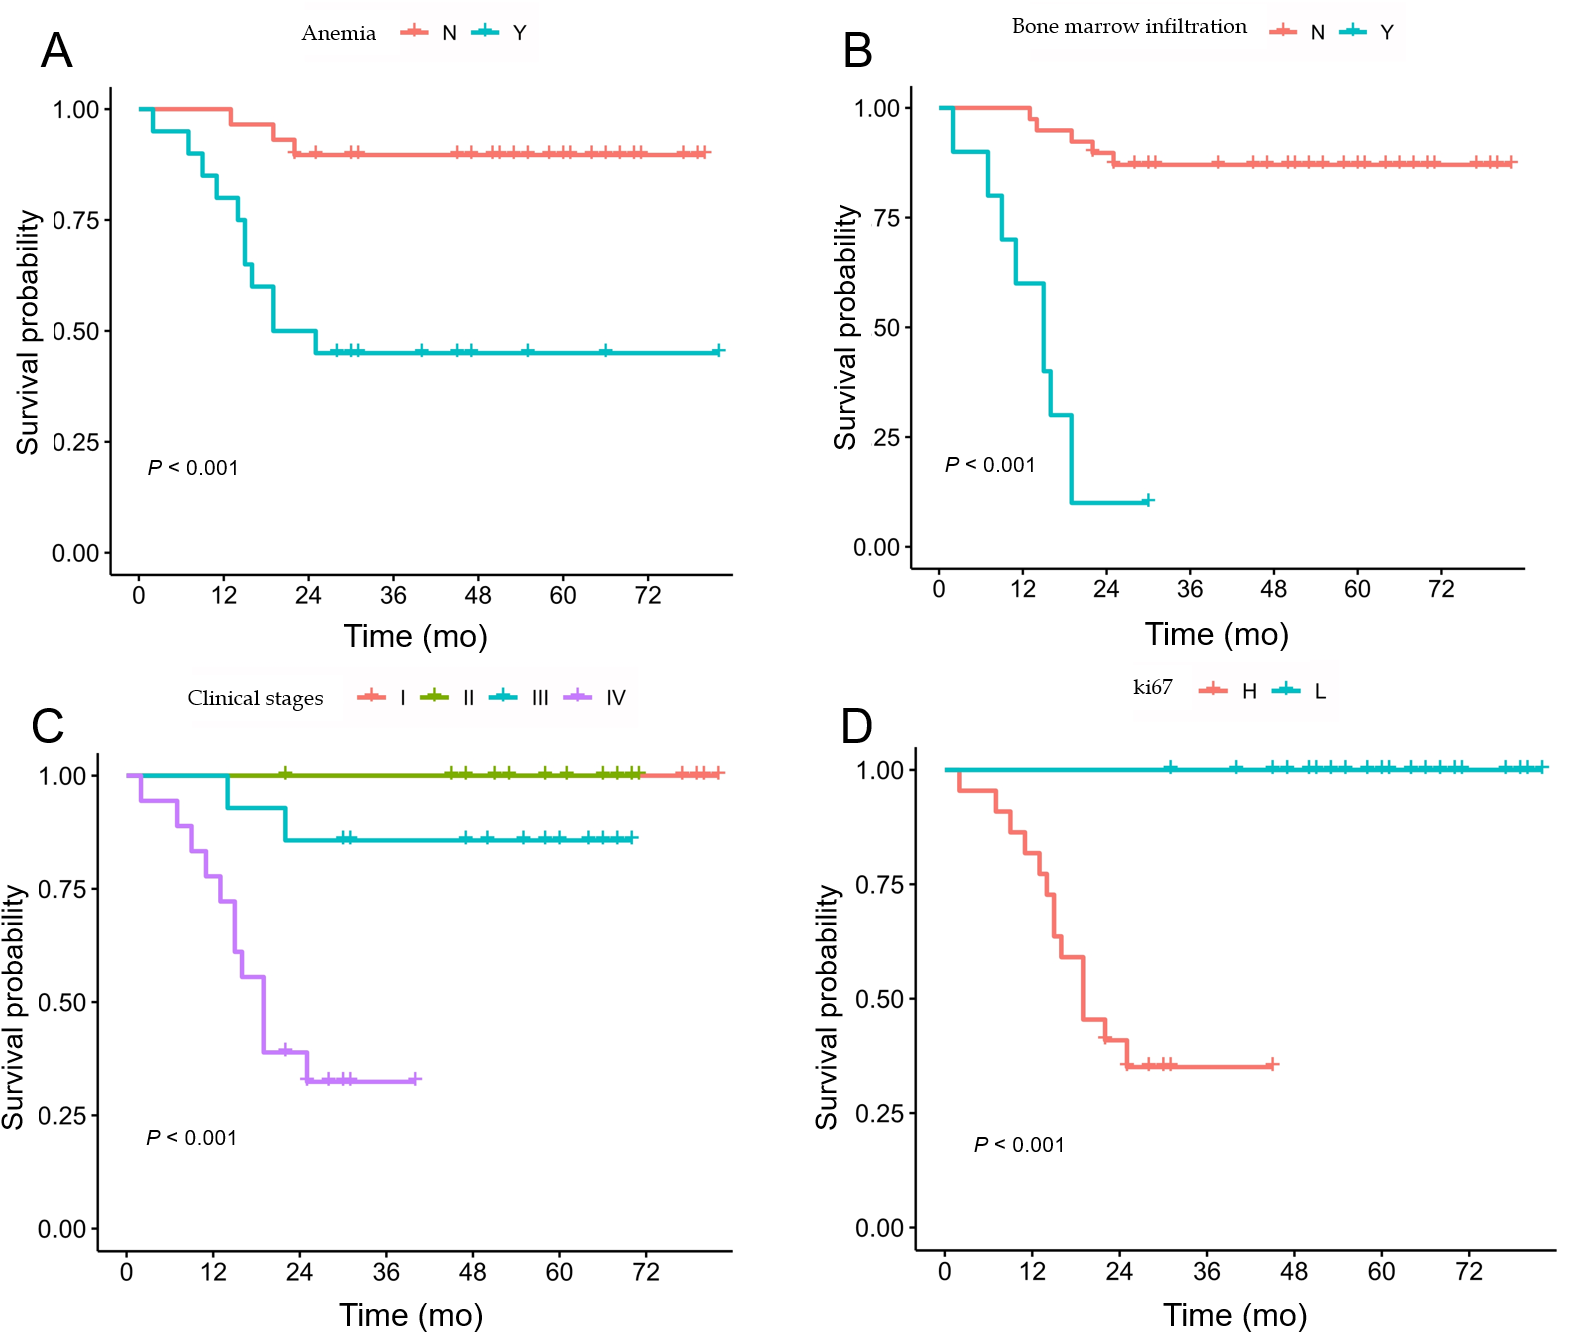 A
Anemia N Y
1.00
0.75
0.50
0.25
0.00
Survival probability
P < 0.001
0 12 24 36 48 60 72
Time (mo)
B
Bone marrow infiltration N Y
1.00
75
50
25
0.00
Survival probability
P < 0.001
0 12 24 36 48 60 72
Time (mo)
C
Clinical stages I II III IV
1.00
0.75
0.50
0.25
0.00
Survival probability
P < 0.001
0 12 24 36 48 60 72
Time (mo)
D
ki67 H L
1.00
0.75
0.50
0.25
0.00
Survival probability
P < 0.001
0 12 24 36 48 60 72
Time (mo)